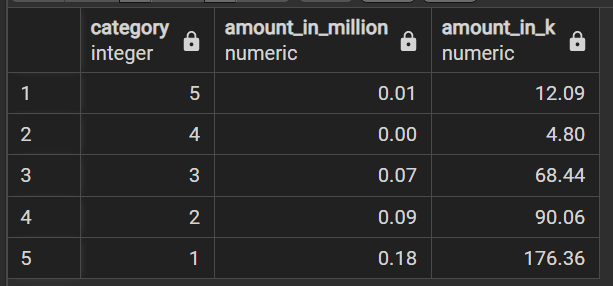 category amount_in_million amount_in_k
integer numeric numeric
1 5 0.01 12.09
2 4 0.00 4.80
3 3 0.07 68.44
4 2 0.09 90.06
5 1 0.18 176.36